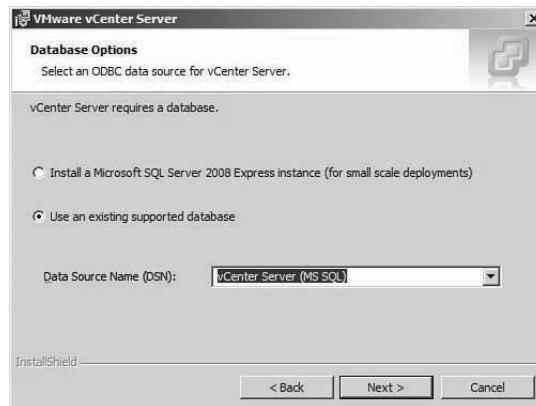 VMware vCenter Server
Database Options
Select an ODBC data source for vCenter Server.
vCenter Server requires a database.
Install a Microsoft SQL Server 2008 Express instance (for small scale deployments)
Use an existing supported database
Data Source Name (DSN):
vCenter Server (MS SQL)
InstallShield
< Back
Next >
Cancel